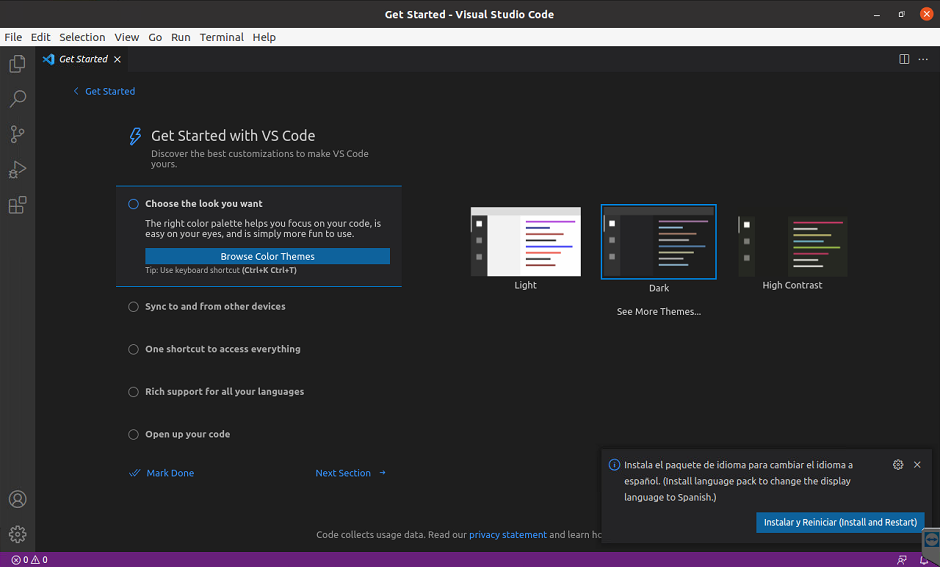 Get Started - Visual Studio Code
File Edit Selection View Go Run Terminal Help
Get Started
Get Started
Get Started with VS Code
Discover the best customizations to make VS Code
yours.
Choose the look you want
The right color palette helps you focus on your code, is
easy on your eyes, and is simply more fun to use.
Browse Color Themes
Tip: Use keyboard shortcut (Ctrl+K Ctrl+T)
Sync to and from other devices
One shortcut to access everything
Rich support for all your languages
Open up your code
Mark Done Next Section
Light
Dark
High Contrast
See More Themes...
Instala el paquete de idioma para cambiar el idioma a
español. (Install language pack to change the display
language to Spanish.)
Instalar y Reiniciar (Install and Restart)
Code collects usage data. Read our privacy statement and learn
0 0